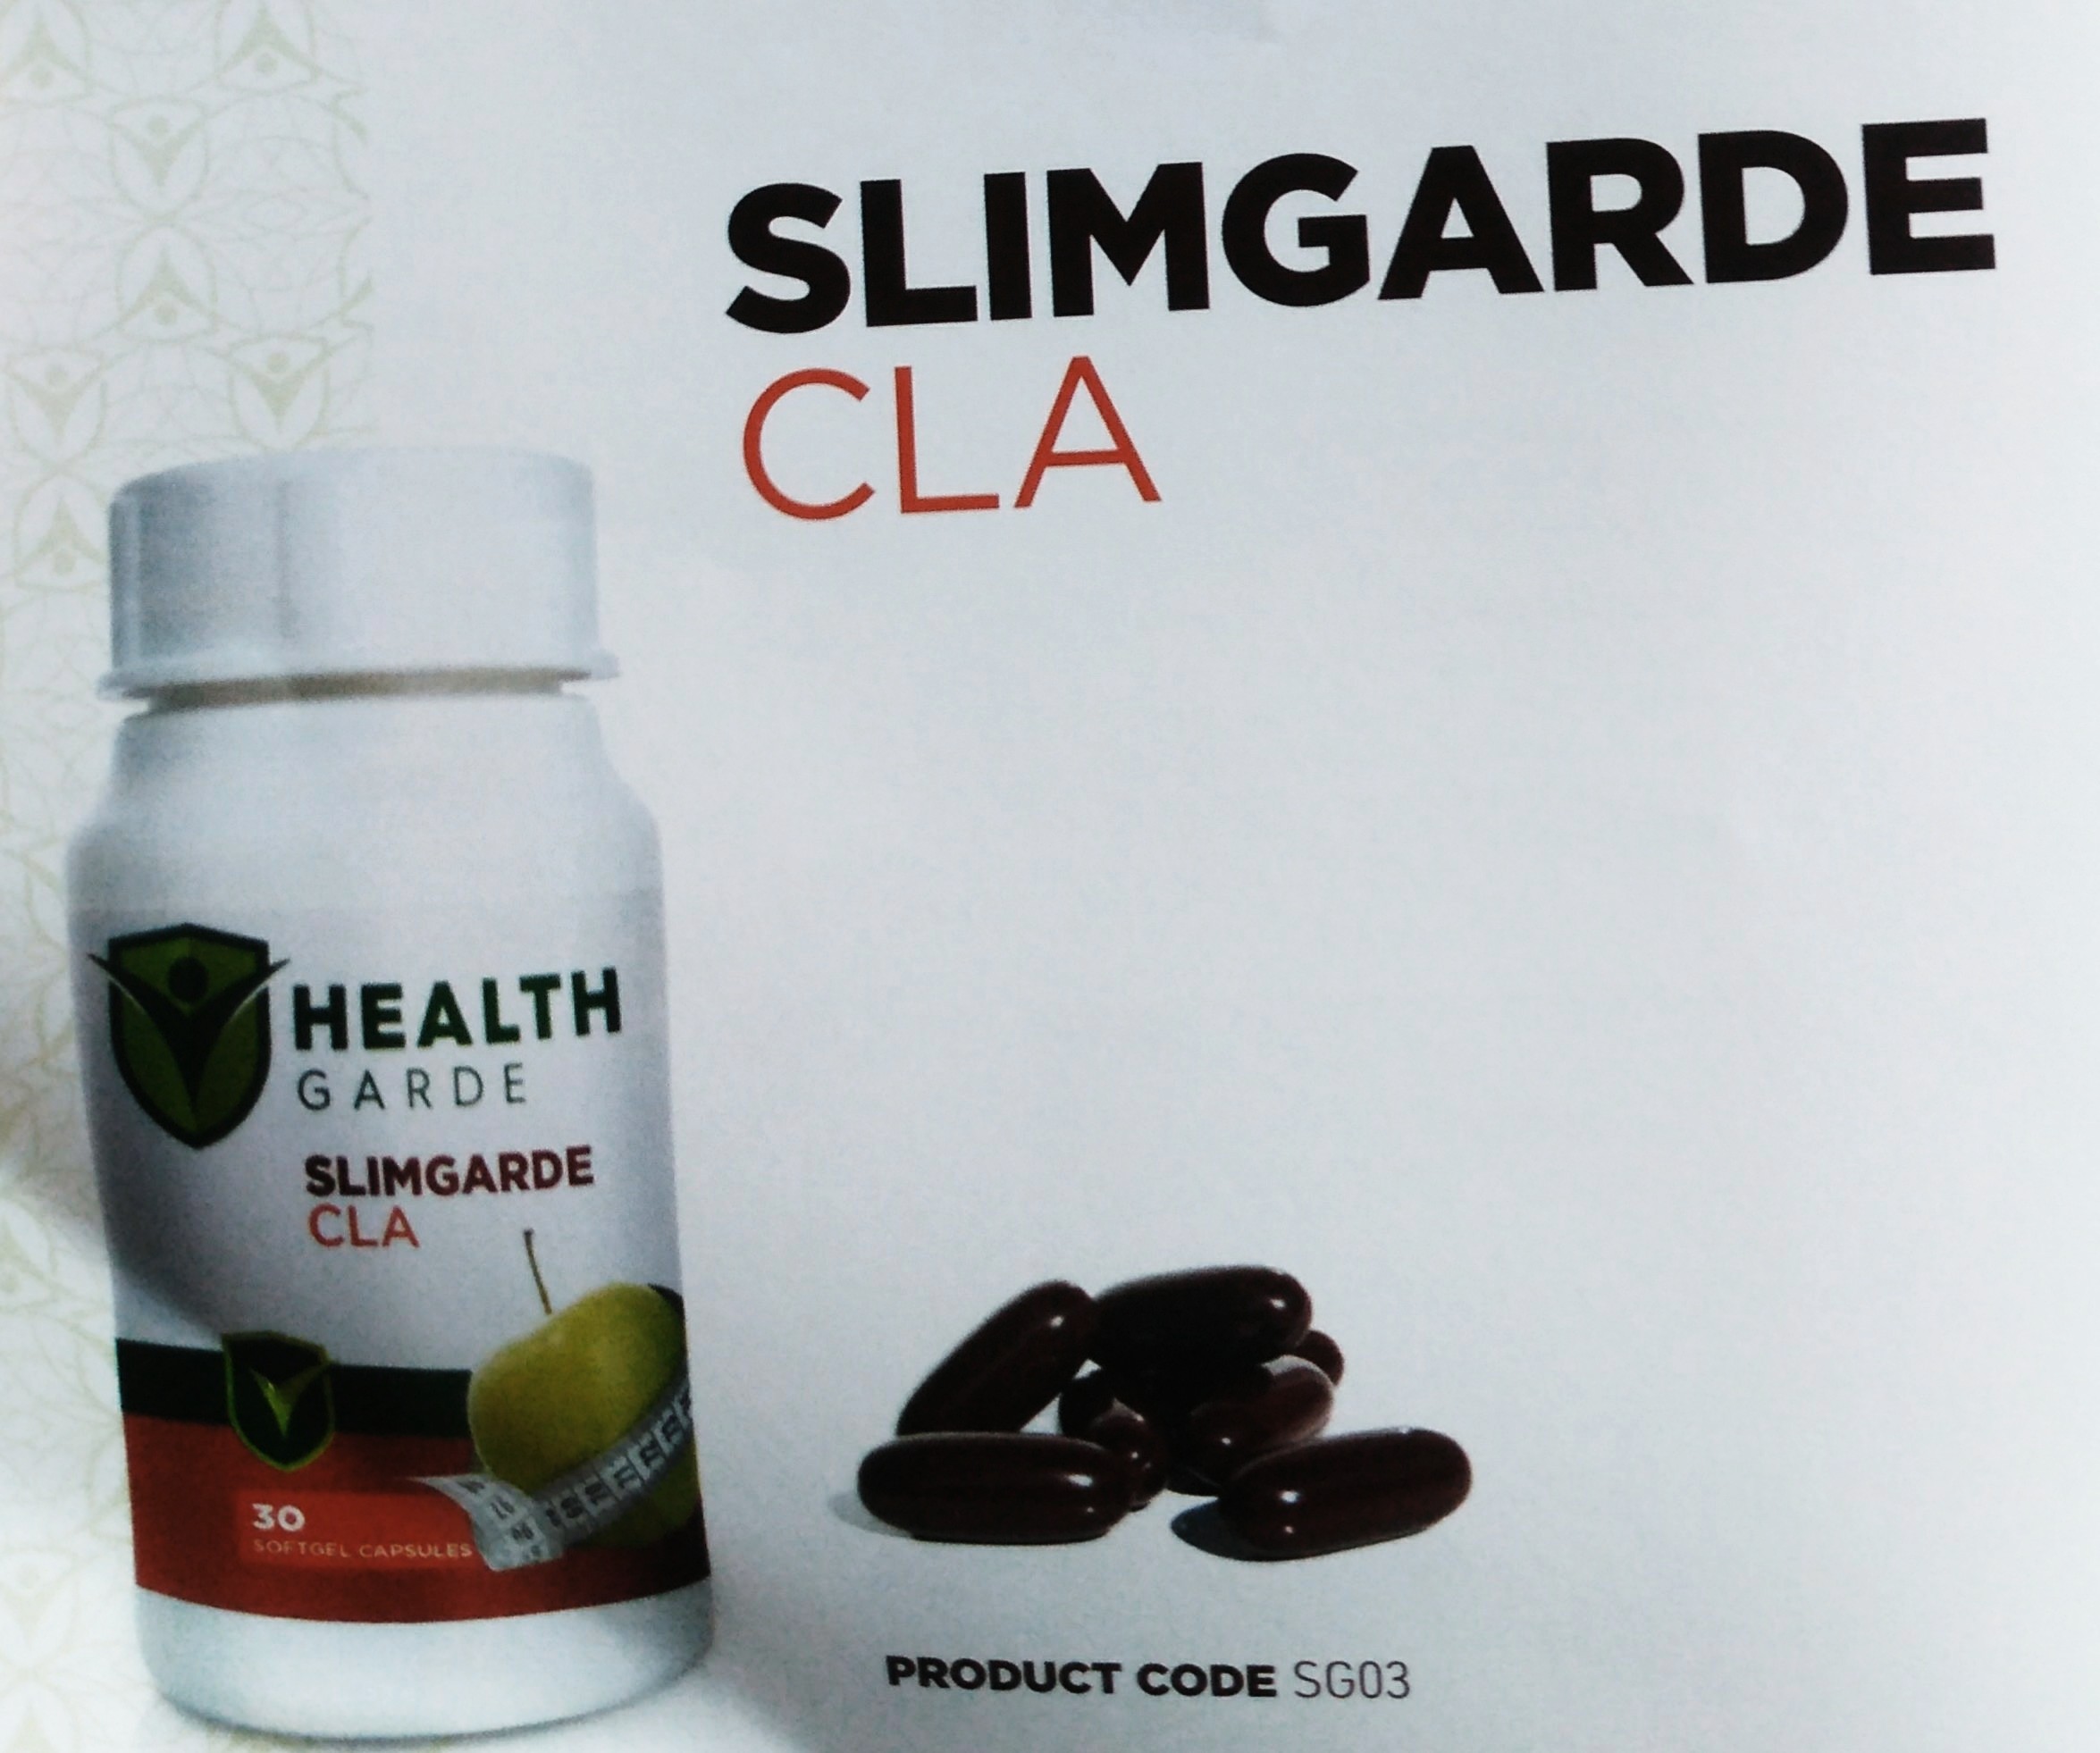 SLIMGARDE
CLA
HEALTH
GARDE
SLIMGARDE
CLA
30
SOFTGEL CAPSULES
PRODUCT CODE SG03